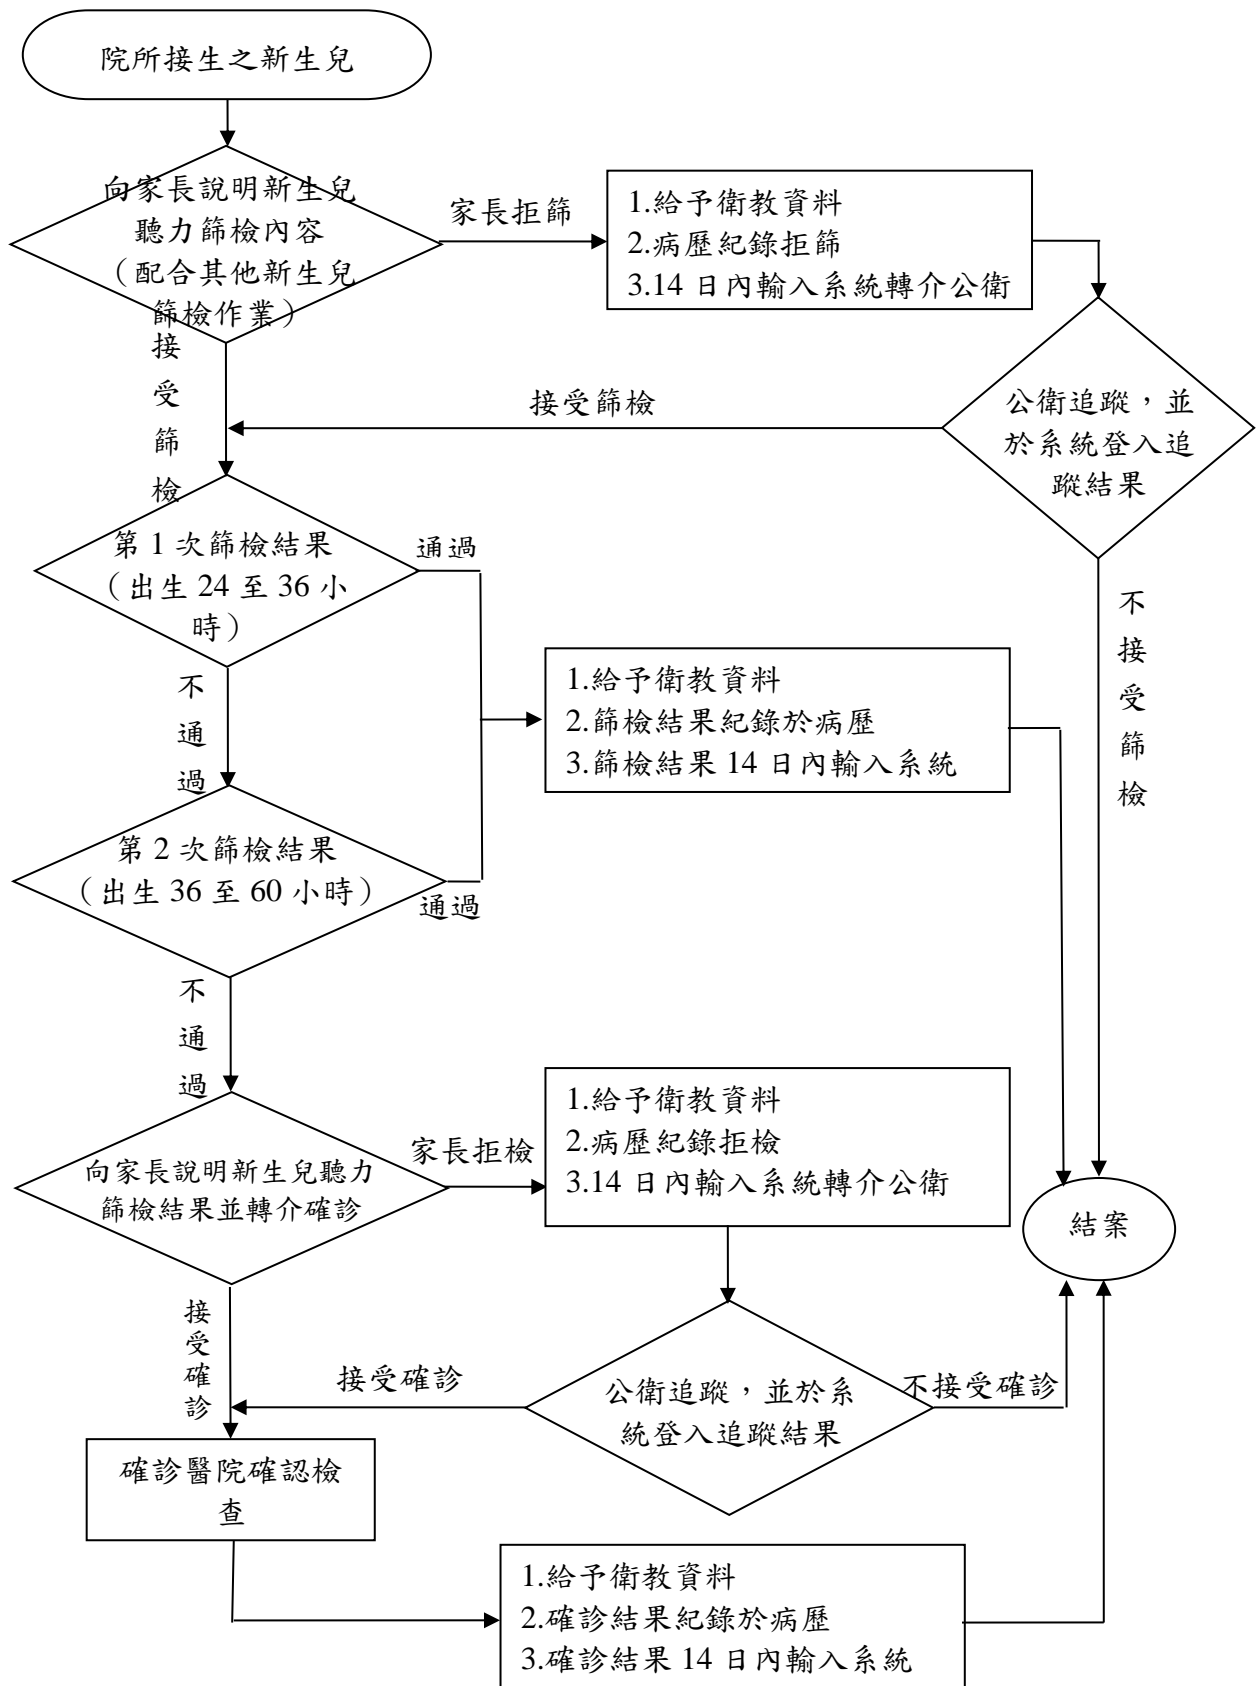 院所接生之新生兒
向家長說明新生兒
聽力篩檢內容
（配合其他新生兒
篩檢作業）
家長拒篩
1.給予衛教資料
2.病歷紀錄拒篩
3.14 日內輸入系統轉介公衛
接受篩檢
接受篩檢
公衛追蹤，並
於系統登入追
蹤結果
第 1 次篩檢結果
（出生 24 至 36 小
時）
通過
不接受篩檢
不通過
1.給予衛教資料
2.篩檢結果紀錄於病歷
3.篩檢結果 14 日內輸入系統
第 2 次篩檢結果
（出生 36 至 60 小時）
通過
不通過
向家長說明新生兒聽力
篩檢結果並轉介確診
家長拒檢
1.給予衛教資料
2.病歷紀錄拒檢
3.14 日內輸入系統轉介公衛
結案
接受確診
接受確診
公衛追蹤，並於系
統登入追蹤結果
不接受確診
確診醫院確認檢
查
1.給予衛教資料
2.確診結果紀錄於病歷
3.確診結果 14 日內輸入系統